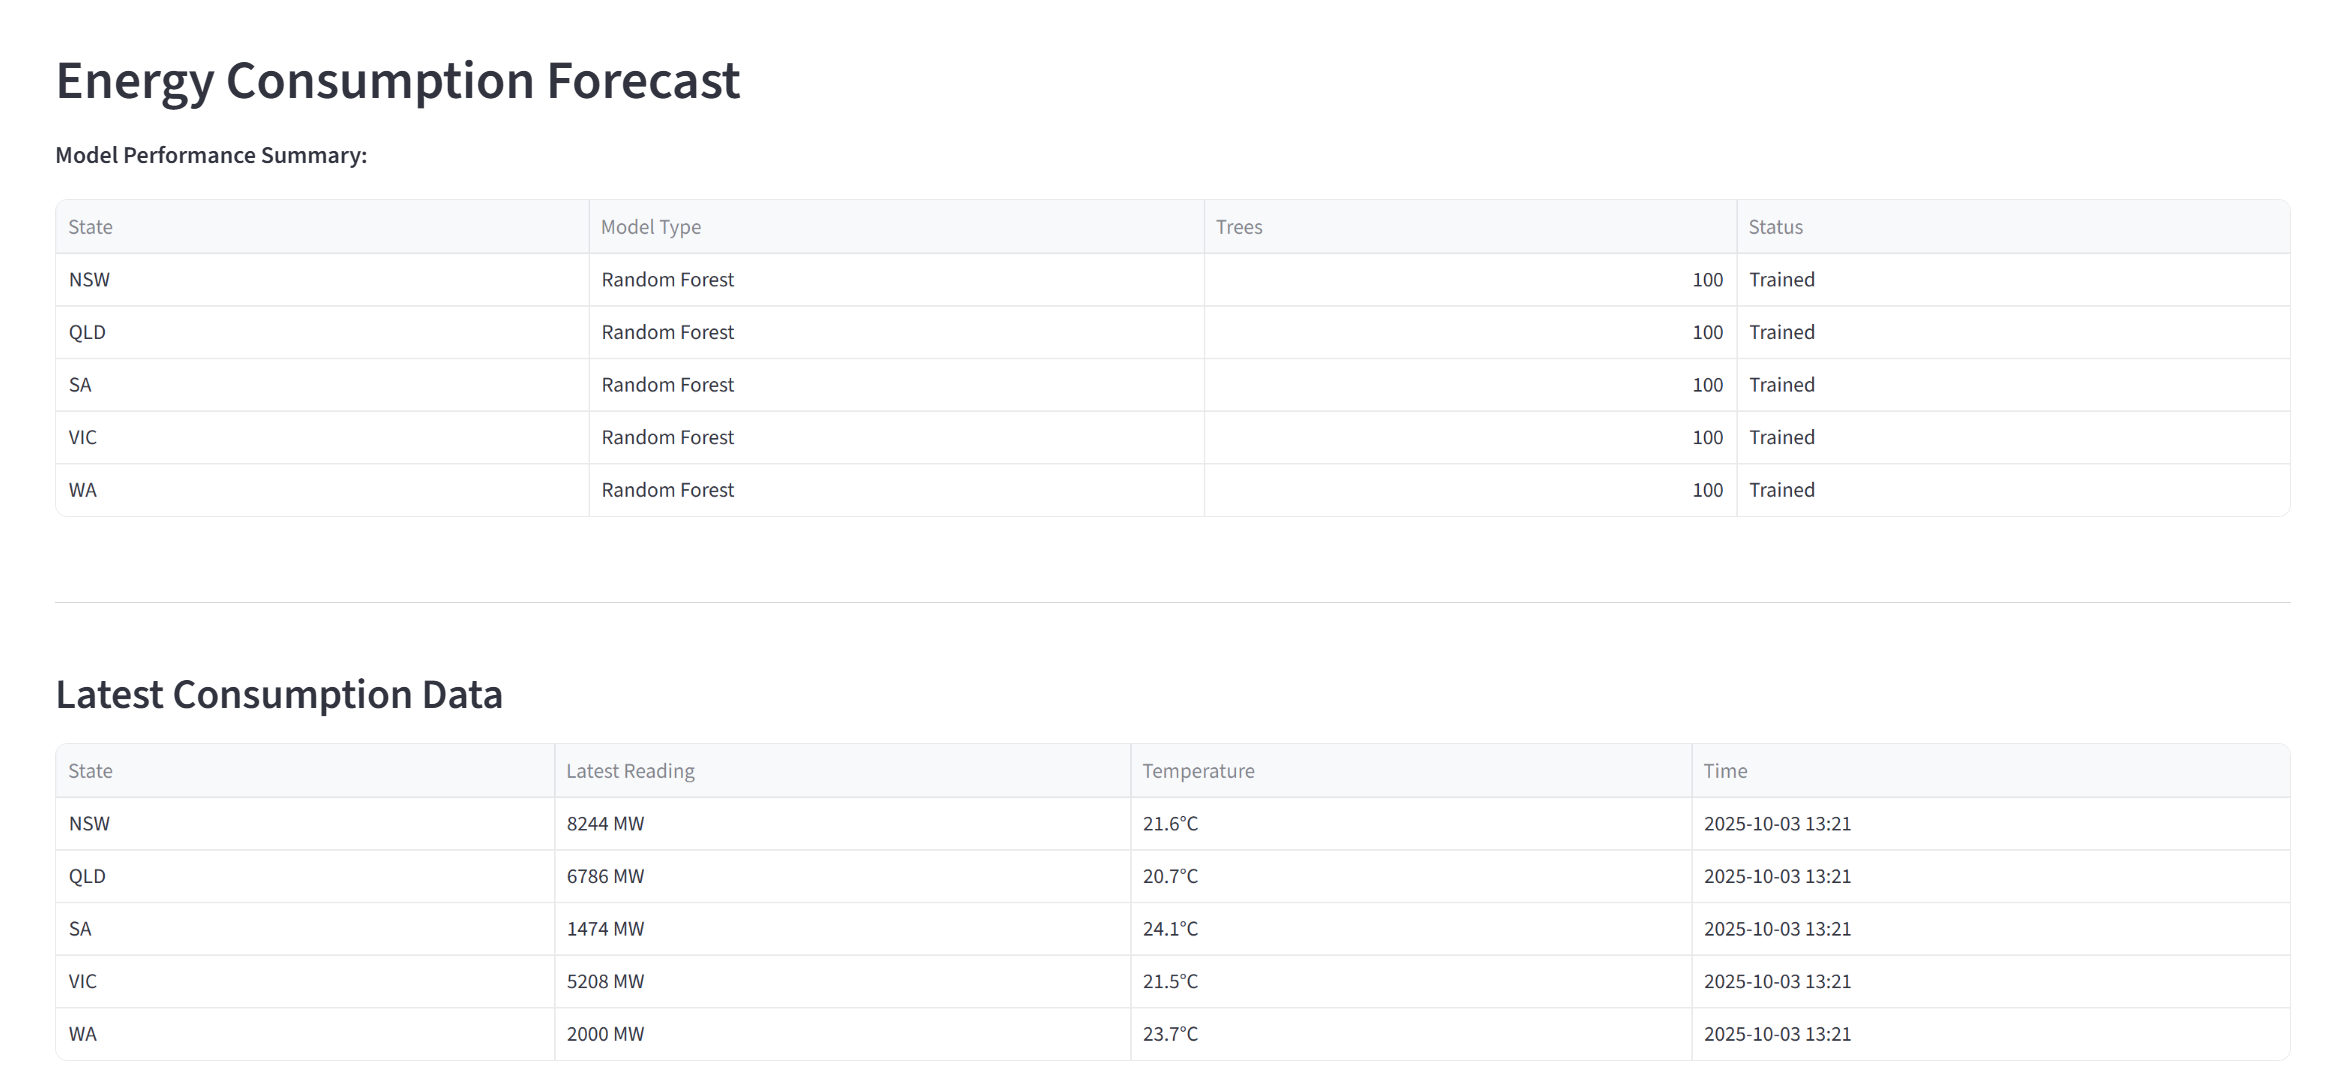 Energy Consumption Forecast
Model Performance Summary:
State Model Type Trees Status
NSW Random Forest 100 Trained
QLD Random Forest 100 Trained
SA Random Forest 100 Trained
VIC Random Forest 100 Trained
WA Random Forest 100 Trained
Latest Consumption Data
State Latest Reading Temperature Time
NSW 8244 MW 21.6°C 2025-10-03 13:21
QLD 6786 MW 20.7°C 2025-10-03 13:21
SA 1474 MW 24.1°C 2025-10-03 13:21
VIC 5208 MW 21.5°C 2025-10-03 13:21
WA 2000 MW 23.7°C 2025-10-03 13:21